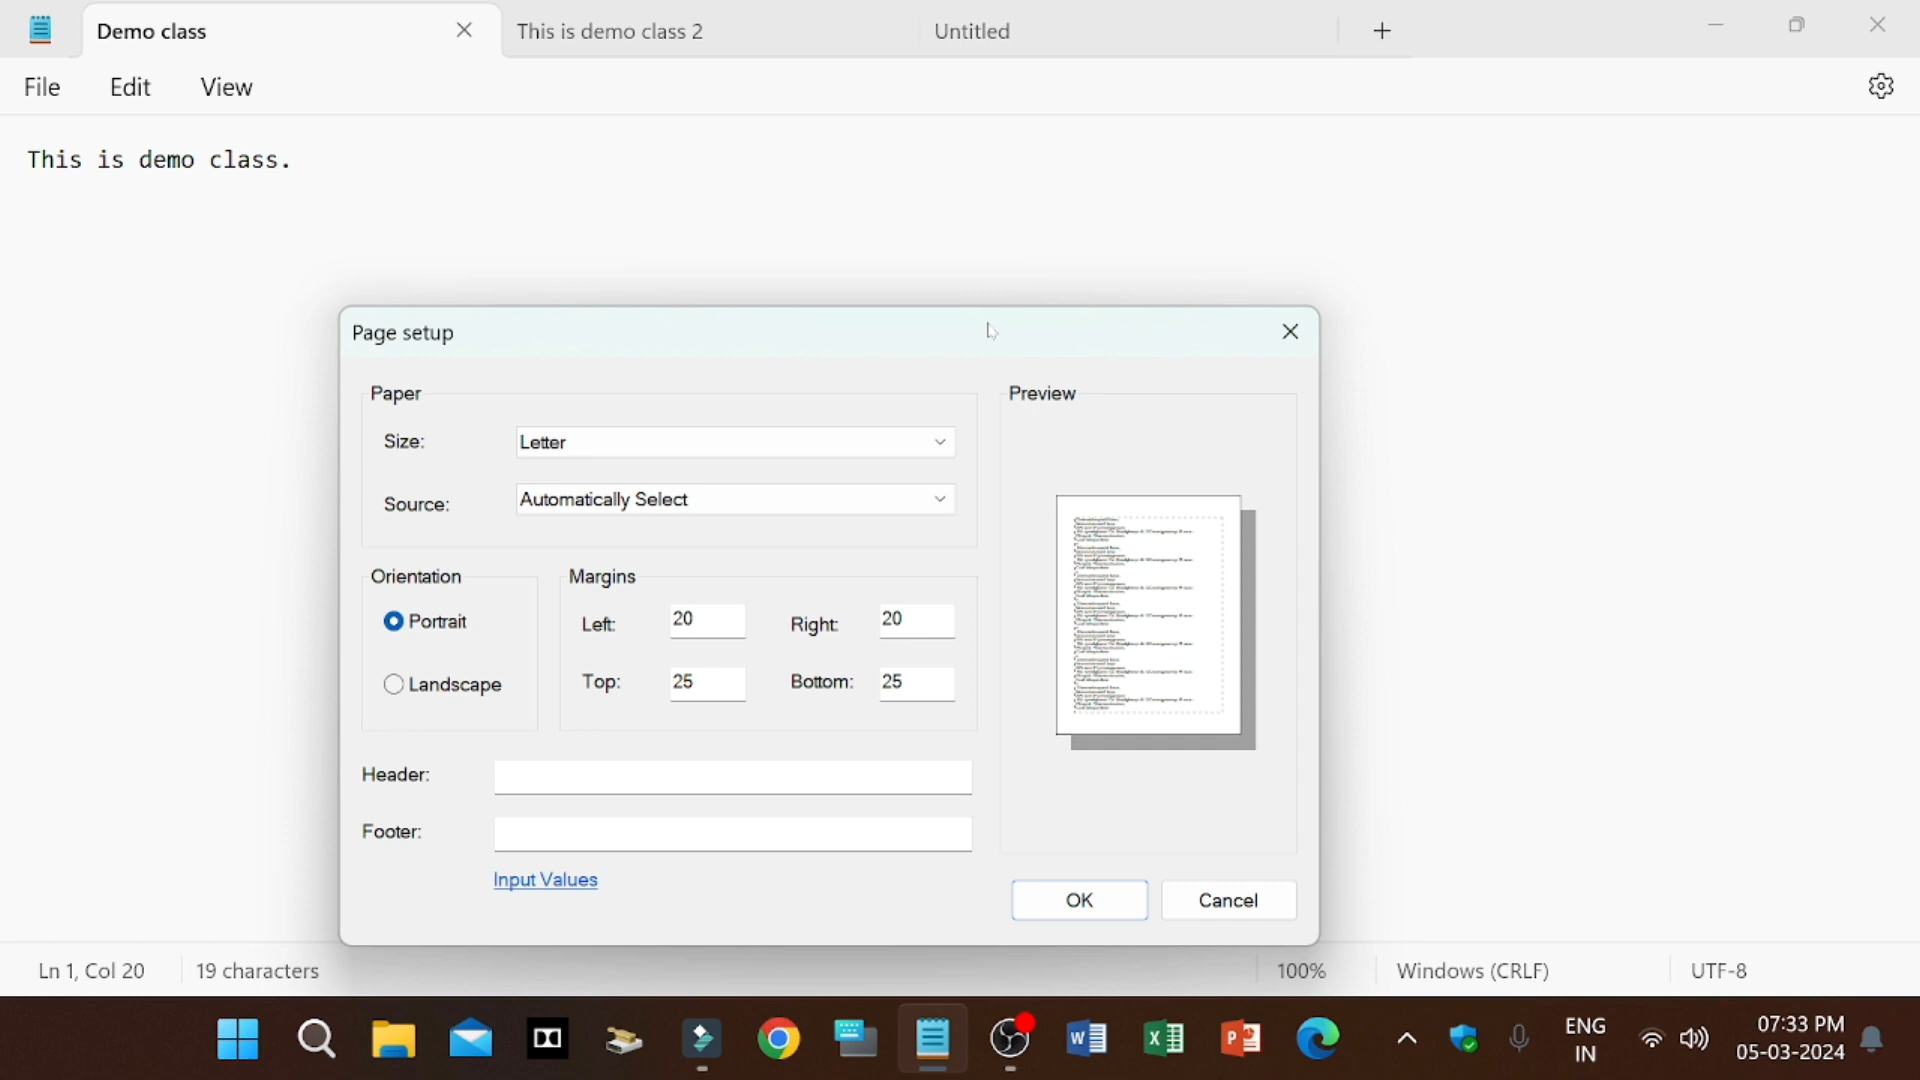 Demo class
This is demo class 2
Untitled
File Edit View
This is demo class.
Page setup
Paper
Size: Letter
Source: Automatically Select
Orientation
Portrait
Landscape
Margins
Left: 20 Right: 20
Top: 25 Bottom: 25
Preview
Header:
Footer:
Input Values
OK Cancel
Ln 1, Col 20 19 characters 100% Windows (CRLF) UTF-8
ENG
IN
07:33 PM
05-03-2024